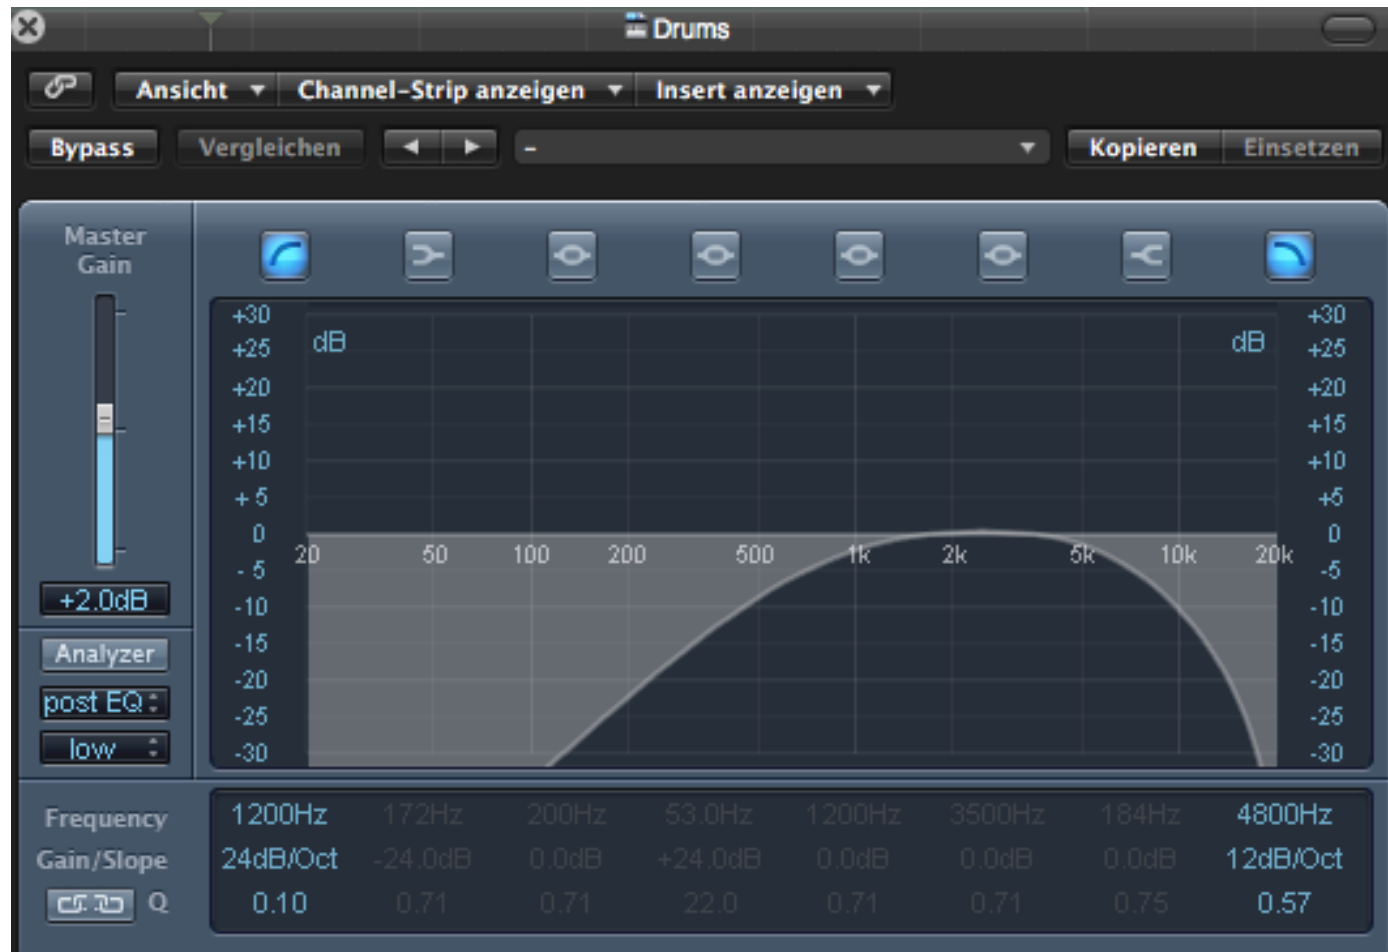 Drums
Ansicht Channel-Strip anzeigen Insert anzeigen
Bypass Vergleichen - Kopieren Einsetzen
Master
Gain
+30 +30
dB dB
+25 +25
+20 +20
+15 +15
+10 +10
+ 5 +5
0 0
20 50 100 200 500 1k 2k 5k 10k 20k
- 5 -5
+2.0dB
-10 -10
-15 -15
Analyzer
-20 -20
post EQ
-25 -25
low
-30 -30
Frequency 1200Hz 172Hz 200Hz 53.0Hz 1200Hz 3500Hz 184Hz 4800Hz
Gain/Slope 24dB/Oct -24.0dB 0.0dB +24.0dB 0.0dB 0.0dB 0.0dB 12dB/Oct
Q 0.10 0.71 0.71 22.0 0.71 0.71 0.75 0.57